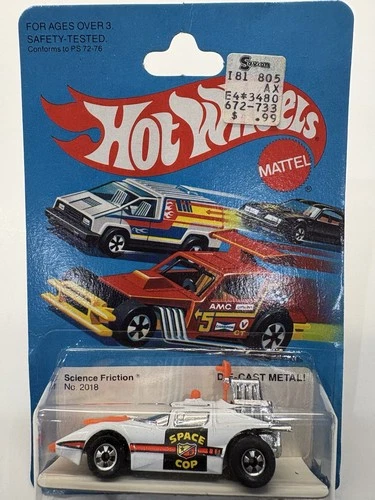 FOR AGES OVER 3
SAFETY-TESTED.
Conforms to PS 72-76
I81 805
AX
E4*3480
672-733
$ .99
Hot Wheels
MATTEL
®
AMC
5
GT
Science Friction®
No. 2018
DIE CAST METAL!
SPACE
COP